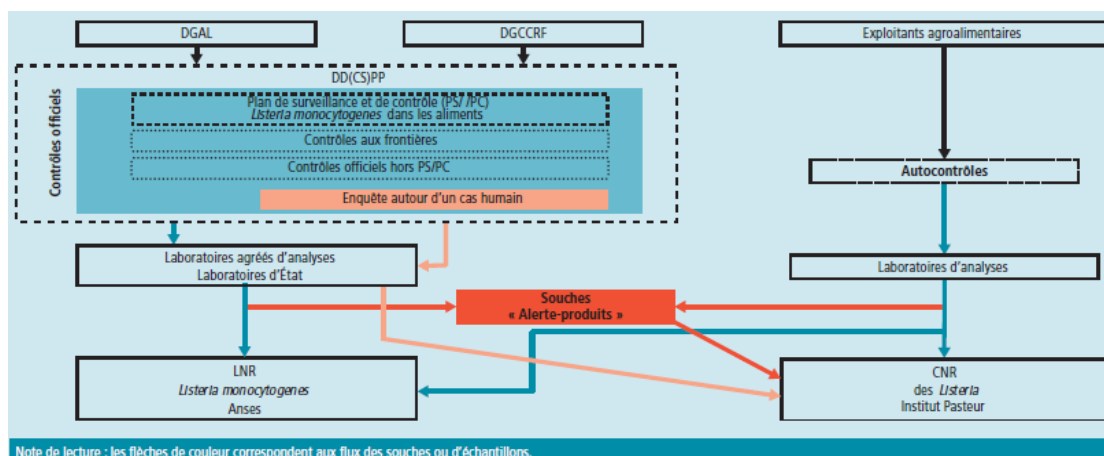 DGAL
DGCCRF
Exploitants agroalimentaires
DD(CS)PP
Contrôles officiels
Plan de surveillance et de contrôle (PS/ /PC)
Listeria monocytogenes dans les aliments
Contrôles aux frontières
Contrôles officiels hors PS/PC
Enquête autour d'un cas humain
Autocontrôles
Laboratoires agréés d'analyses
Laboratoires d'État
Laboratoires d'analyses
Souches
« Alerte-produits »
LNR
Listeria monocytogenes
Anses
CNR
des Listeria
Institut Pasteur
Note de lecture : les flèches de couleur correspondent aux flux des souches ou d'échantillons.